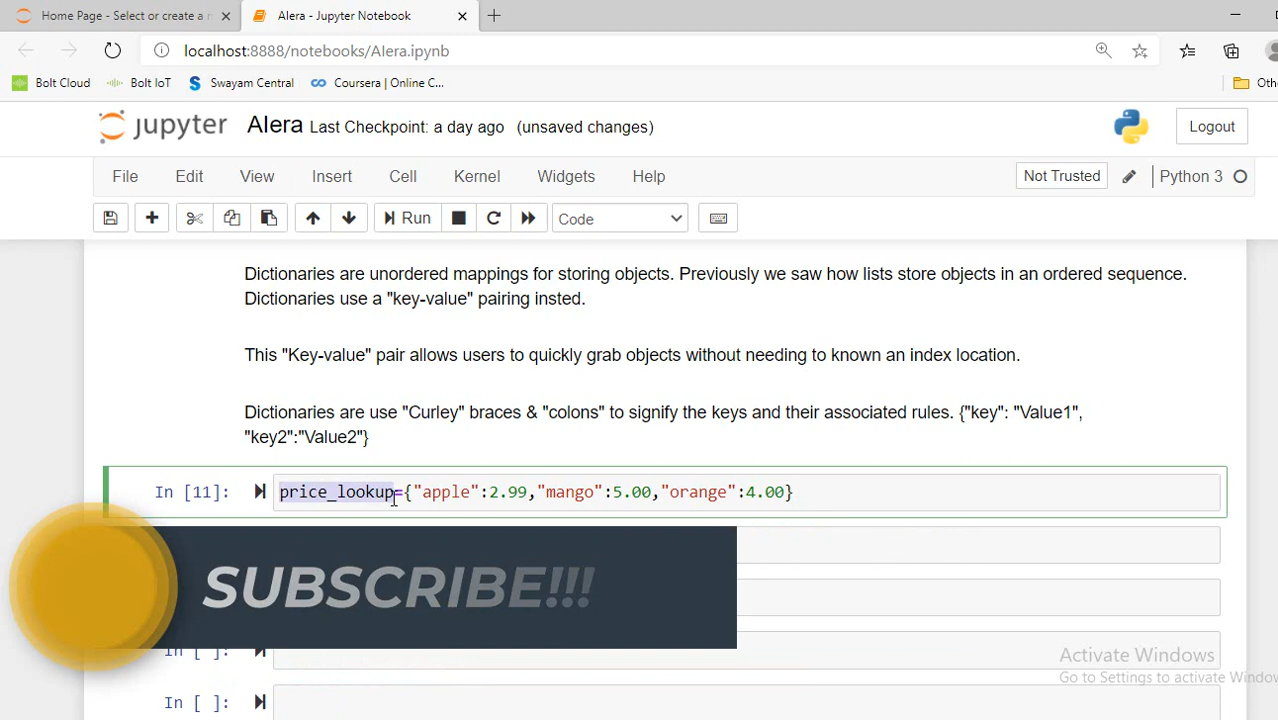 Home Page - Select or create a n
Alera - Jupyter Notebook
localhost:8888/notebooks/Alera.ipynb
Bolt Cloud
Bolt IoT
Swayam Central
Coursera | Online C...
Oth
jupyter
Alera Last Checkpoint: a day ago (unsaved changes)
Logout
File Edit View Insert Cell Kernel Widgets Help
Not Trusted
Python 3
Run
Code
Dictionaries are unordered mappings for storing objects. Previously we saw how lists store objects in an ordered sequence.
Dictionaries use a "key-value" pairing insted.
This "Key-value" pair allows users to quickly grab objects without needing to known an index location.
Dictionaries are use "Curley" braces & "colons" to signify the keys and their associated rules. {"key": "Value1",
"key2":"Value2"}
In [11]: price_lookup={"apple":2.99,"mango":5.00,"orange":4.00}
SUBSCRIBE!!!
In [ ]:
Activate Windows
Go to Settings to activate Windo
In [ ]: